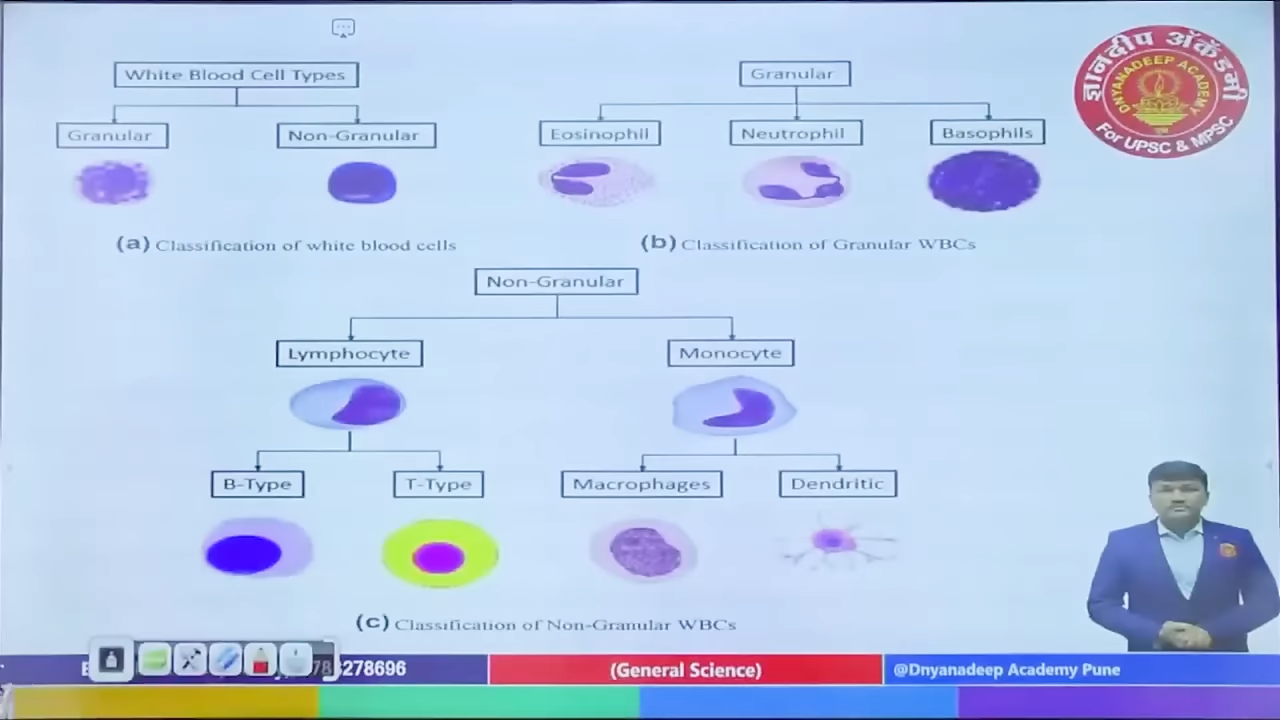 White Blood Cell Types
Granular
Non-Granular
(a) Classification of white blood cells
Granular
Eosinophil
Neutrophil
Basophils
(b) Classification of Granular WBCs
ज्ञानदीप अ‍ॅकॅडमी
DNYANADEEP ACADEMY
For UPSC & MPSC
Non-Granular
Lymphocyte
Monocyte
B-Type
T-Type
Macrophages
Dendritic
(c) Classification of Non-Granular WBCs
278696
(General Science)
@Dnyanadeep Academy Pune